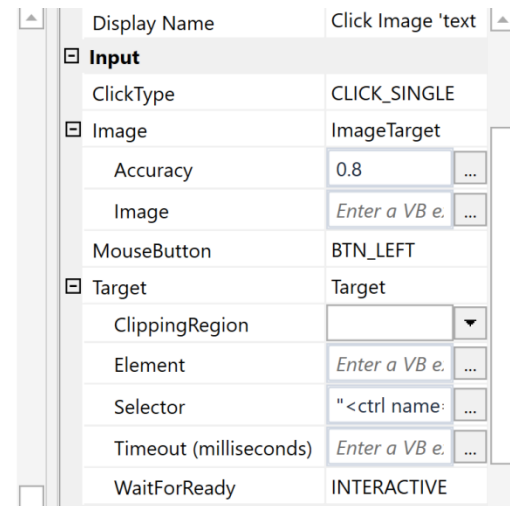 Display Name Click Image 'text
Input
ClickType CLICK_SINGLE
Image ImageTarget
Accuracy 0.8 ...
Image Enter a VB e. ...
MouseButton BTN_LEFT
Target Target
ClippingRegion
Element Enter a VB e. ...
Selector "<ctrl name: ...
Timeout (milliseconds) Enter a VB e. ...
WaitForReady INTERACTIVE